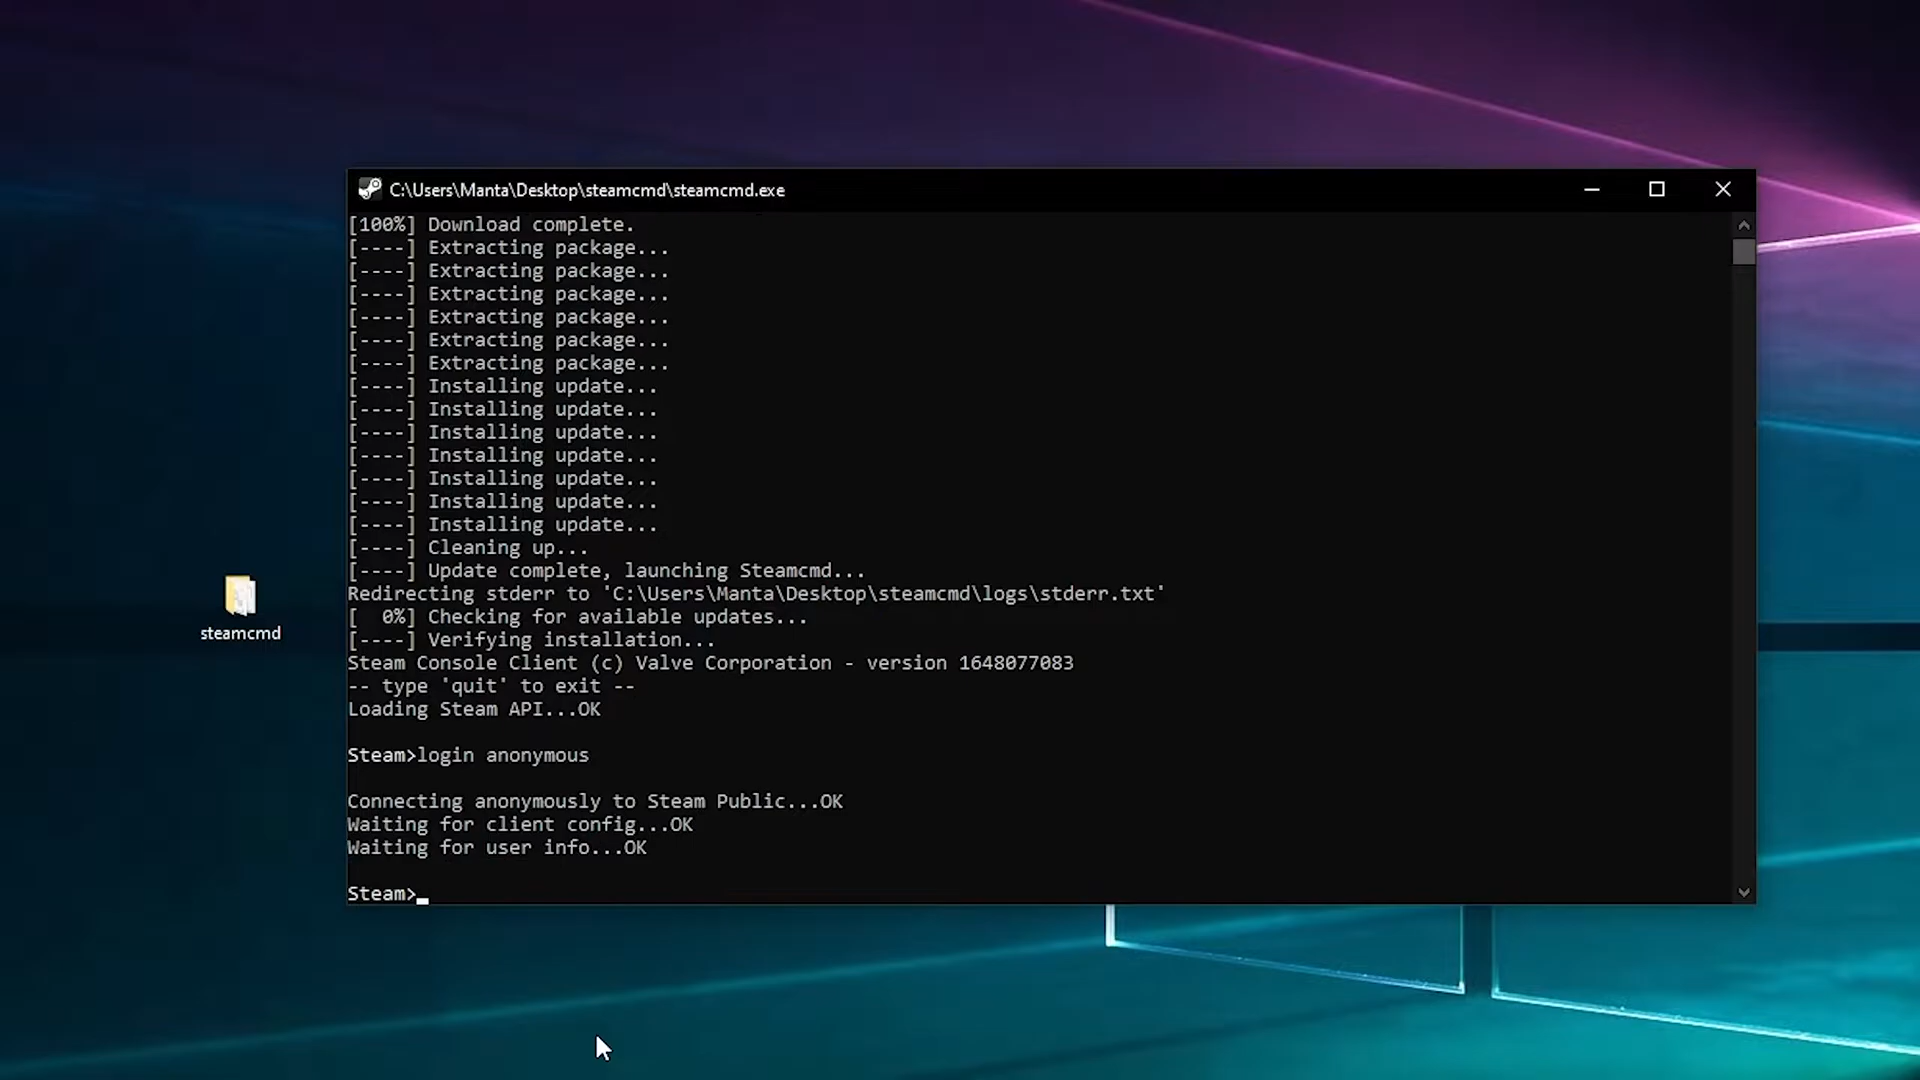 C:\Users\Manta\Desktop\steamcmd\steamcmd.exe
[100%] Download complete.
[----] Extracting package...
[----] Extracting package...
[----] Extracting package...
[----] Extracting package...
[----] Extracting package...
[----] Extracting package...
[----] Installing update...
[----] Installing update...
[----] Installing update...
[----] Installing update...
[----] Installing update...
[----] Installing update...
[----] Installing update...
[----] Cleaning up...
[----] Update complete, launching Steamcmd...
Redirecting stderr to 'C:\Users\Manta\Desktop\steamcmd\logs\stderr.txt'
[  0%] Checking for available updates...
[----] Verifying installation...
Steam Console Client (c) Valve Corporation - version 1648077083
-- type 'quit' to exit --
Loading Steam API...OK
Steam>login anonymous
Connecting anonymously to Steam Public...OK
Waiting for client config...OK
Waiting for user info...OK
Steam>
steamcmd